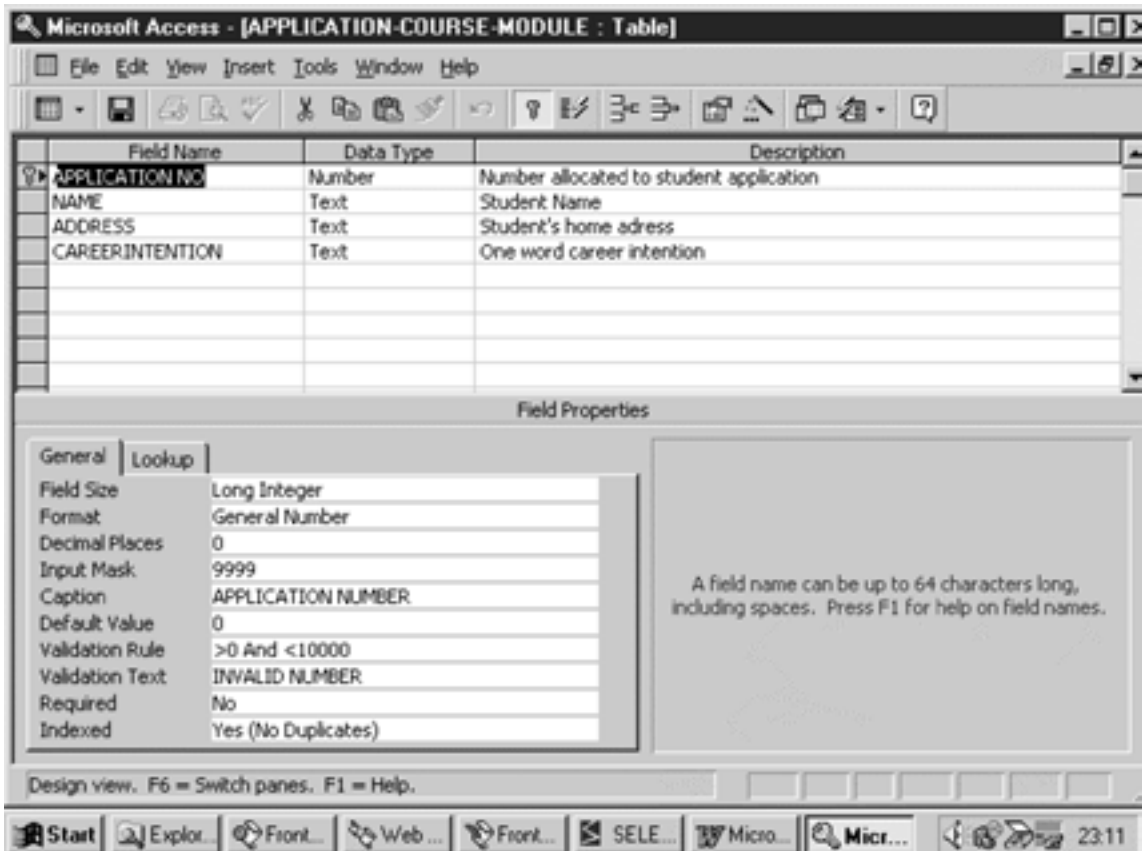 Microsoft Access - [APPLICATION-COURSE-MODULE : Table]
File Edit View Insert Tools Window Help
Field Name Data Type Description
APPLICATION NO Number Number allocated to student application
NAME Text Student Name
ADDRESS Text Student's home adress
CAREERINTENTION Text One word career intention
Field Properties
General Lookup
Field Size Long Integer
Format General Number
Decimal Places 0
Input Mask 9999
Caption APPLICATION NUMBER
Default Value 0
Validation Rule >0 And <10000
Validation Text INVALID NUMBER
Required No
Indexed Yes (No Duplicates)
A field name can be up to 64 characters long,
including spaces. Press F1 for help on field names.
Design view. F6 = Switch panes. F1 = Help.
Start Explor... Front... Web ... Front... SELE... Micro... Micr... 23:11